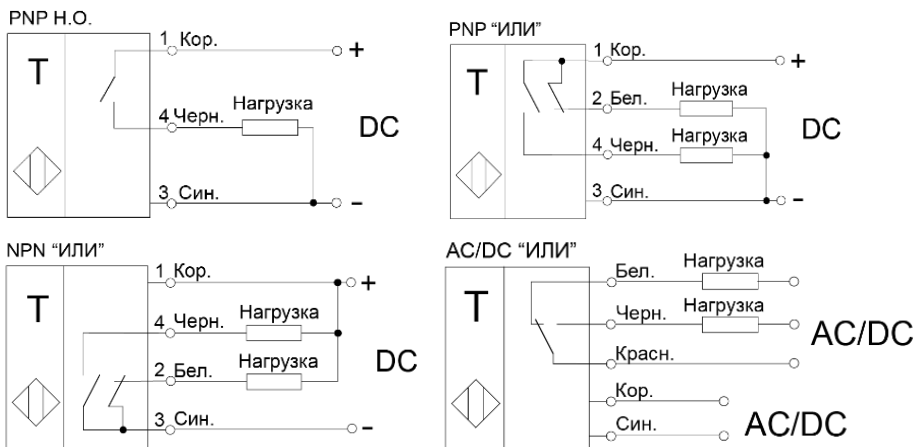 PNP Н.О.
T
1 Кор.
+
4 Черн.
Нагрузка
DC
3 Син.
-
PNP “ИЛИ”
T
1 Кор.
+
2 Бел.
Нагрузка
4 Черн.
Нагрузка
DC
3 Син.
-
NPN “ИЛИ”
T
1 Кор.
+
4 Черн.
Нагрузка
2 Бел.
Нагрузка
DC
3 Син.
-
AC/DC “ИЛИ”
T
Бел.
Нагрузка
Черн.
Нагрузка
AC/DC
Красн.
Кор.
Син.
AC/DC